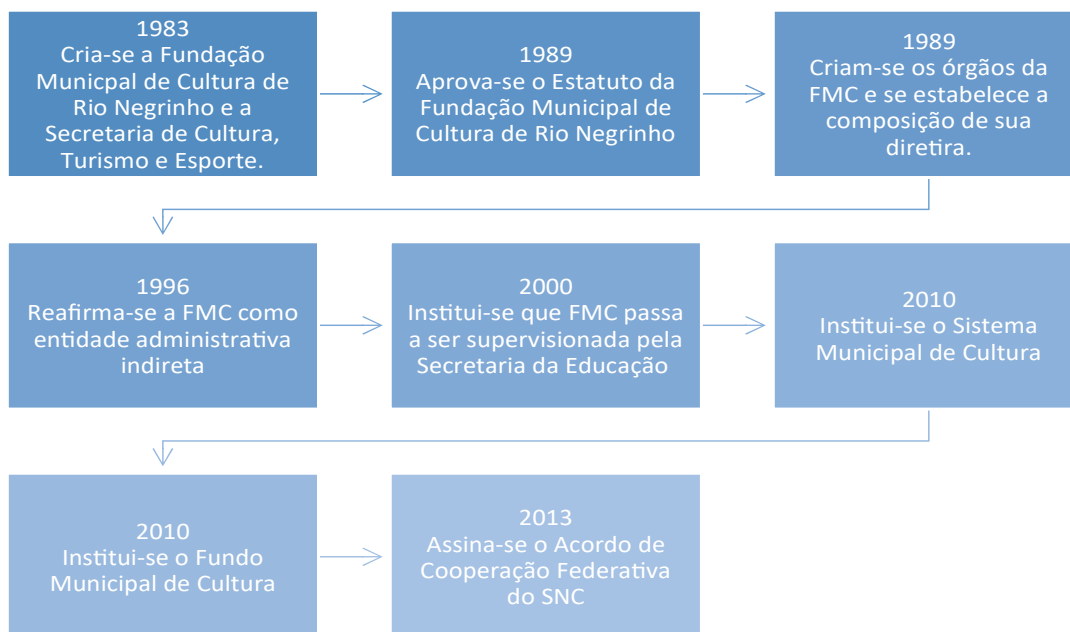 1983
Cria-se a Fundação
Municpal de Cultura de
Rio Negrinho e a
Secretaria de Cultura,
Turismo e Esporte.
1989
Aprova-se o Estatuto da
Fundação Municipal de
Cultura de Rio Negrinho
1989
Criam-se os órgãos da
FMC e se estabelece a
composição de sua
diretira.
1996
Reafirma-se a FMC como
entidade administrativa
indireta
2000
Institui-se que FMC passa
a ser supervisionada pela
Secretaria da Educação
2010
Institui-se o Sistema
Municipal de Cultura
2010
Institui-se o Fundo
Municipal de Cultura
2013
Assina-se o Acordo de
Cooperação Federativa
do SNC